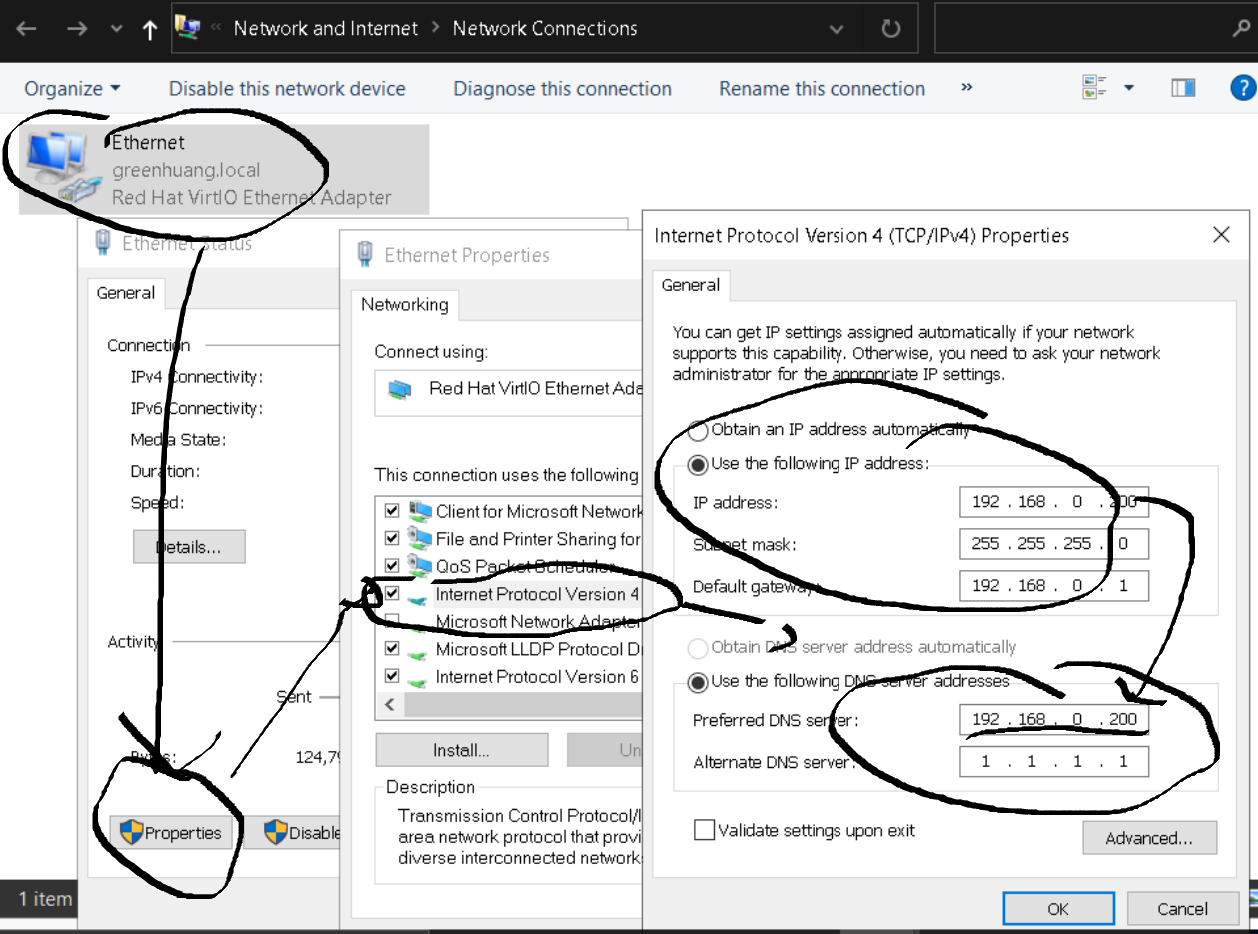 Network and Internet > Network Connections
Organize Disable this network device Diagnose this connection Rename this connection »
Ethernet
greenhuang.local
Red Hat VirtIO Ethernet Adapter
Ethernet Status
General
Connection
IPv4 Connectivity:
IPv6 Connectivity:
Media State:
Duration:
Speed:
Details...
Activity
Sent
Bytes: 124,79
Properties Disable
1 item
Ethernet Properties
Networking
Connect using:
Red Hat VirtIO Ethernet Ada
This connection uses the following
Client for Microsoft Network
File and Printer Sharing for
QoS Packet Scheduler
Internet Protocol Version 4
Microsoft Network Adapter
Microsoft LLDP Protocol D
Internet Protocol Version 6
Install... Un
Description
Transmission Control Protocol/I
area network protocol that provi
diverse interconnected network
Internet Protocol Version 4 (TCP/IPv4) Properties
General
You can get IP settings assigned automatically if your network
supports this capability. Otherwise, you need to ask your network
administrator for the appropriate IP settings.
Obtain an IP address automatically
Use the following IP address:
IP address: 192 . 168 . 0 . 200
Subnet mask: 255 . 255 . 255 . 0
Default gateway: 192 . 168 . 0 . 1
Obtain DNS server address automatically
Use the following DNS server addresses
Preferred DNS server: 192 . 168 . 0 . 200
Alternate DNS server: 1 . 1 . 1 . 1
Validate settings upon exit
Advanced...
OK Cancel